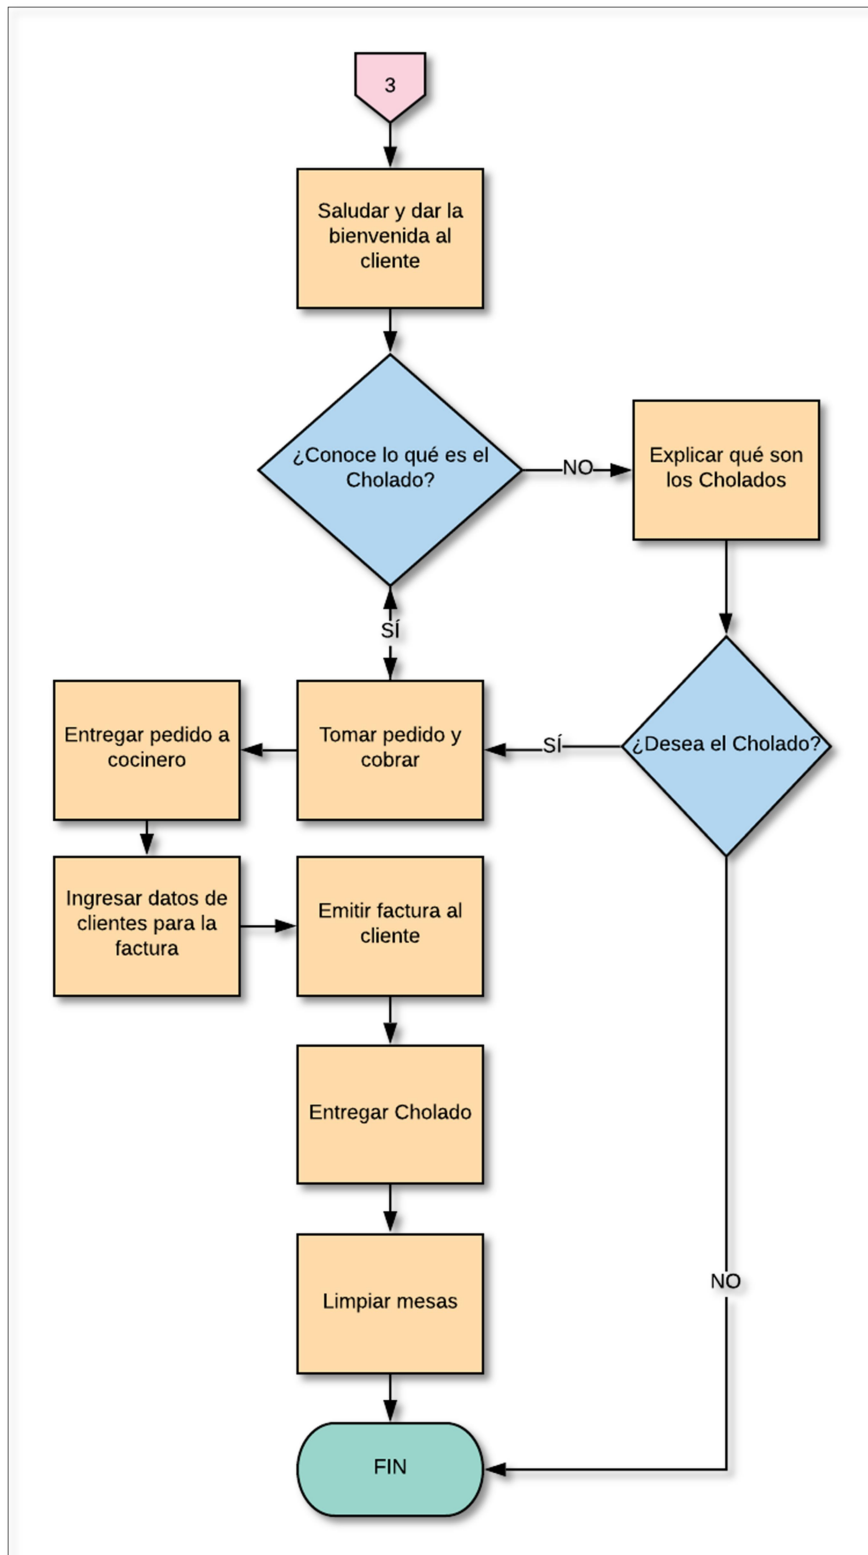 3
Saludar y dar la
bienvenida al
cliente
¿Conoce lo qué es el
Cholado?
NO
Explicar qué son
los Cholados
SÍ
Entregar pedido a
cocinero
Tomar pedido y
cobrar
SÍ
¿Desea el Cholado?
Ingresar datos de
clientes para la
factura
Emitir factura al
cliente
Entregar Cholado
NO
Limpiar mesas
FIN